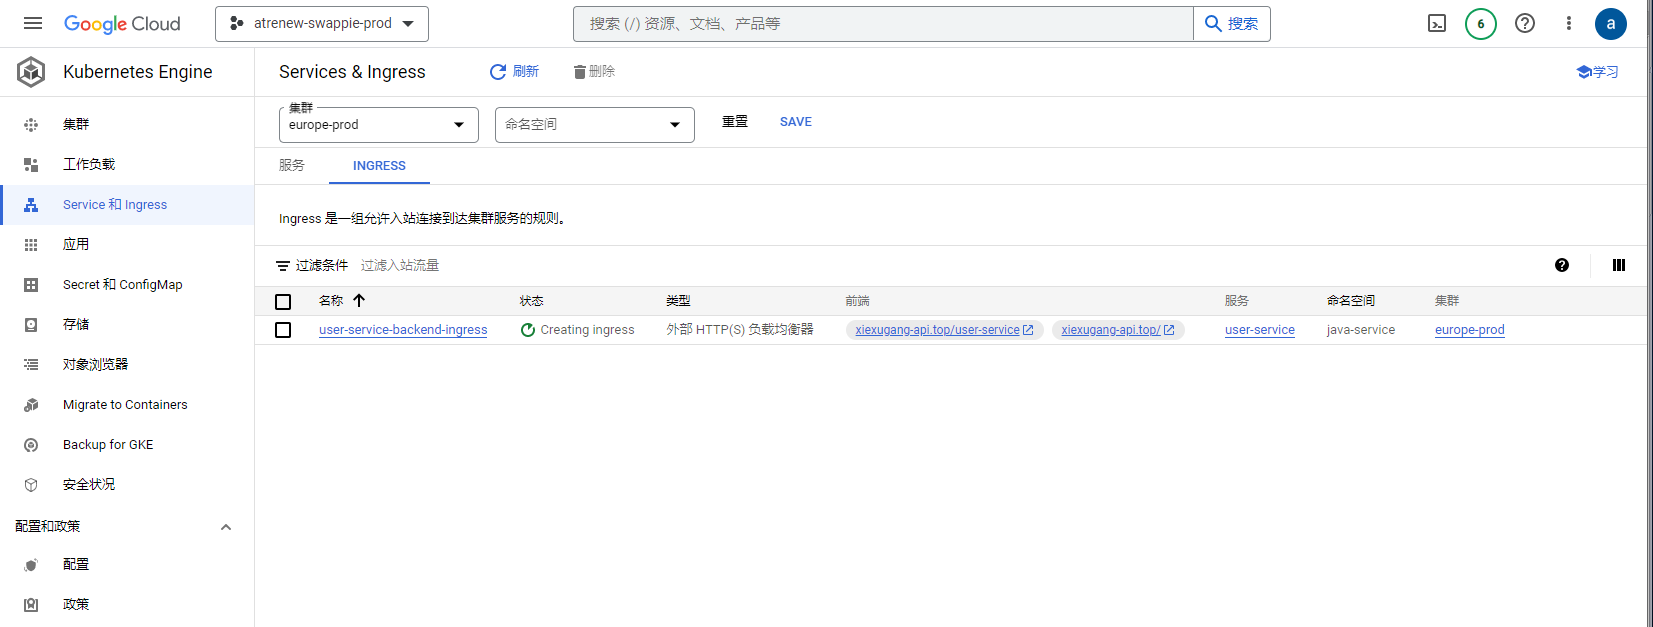 Google Cloud
atrenew-swappie-prod
搜索 (/) 资源、文档、产品等
搜索
6
a
Kubernetes Engine
Services & Ingress
刷新
删除
学习
集群
工作负载
Service 和 Ingress
应用
Secret 和 ConfigMap
存储
对象浏览器
Migrate to Containers
Backup for GKE
安全状况
配置和政策
配置
政策
集群
europe-prod
命名空间
重置
SAVE
服务
INGRESS
Ingress 是一组允许入站连接到达集群服务的规则。
过滤条件 过滤入站流量
名称 状态 类型 前端 服务 命名空间 集群
user-service-backend-ingress Creating ingress 外部 HTTP(S) 负载均衡器 xiexugang-api.top/user-service xiexugang-api.top/ user-service java-service europe-prod